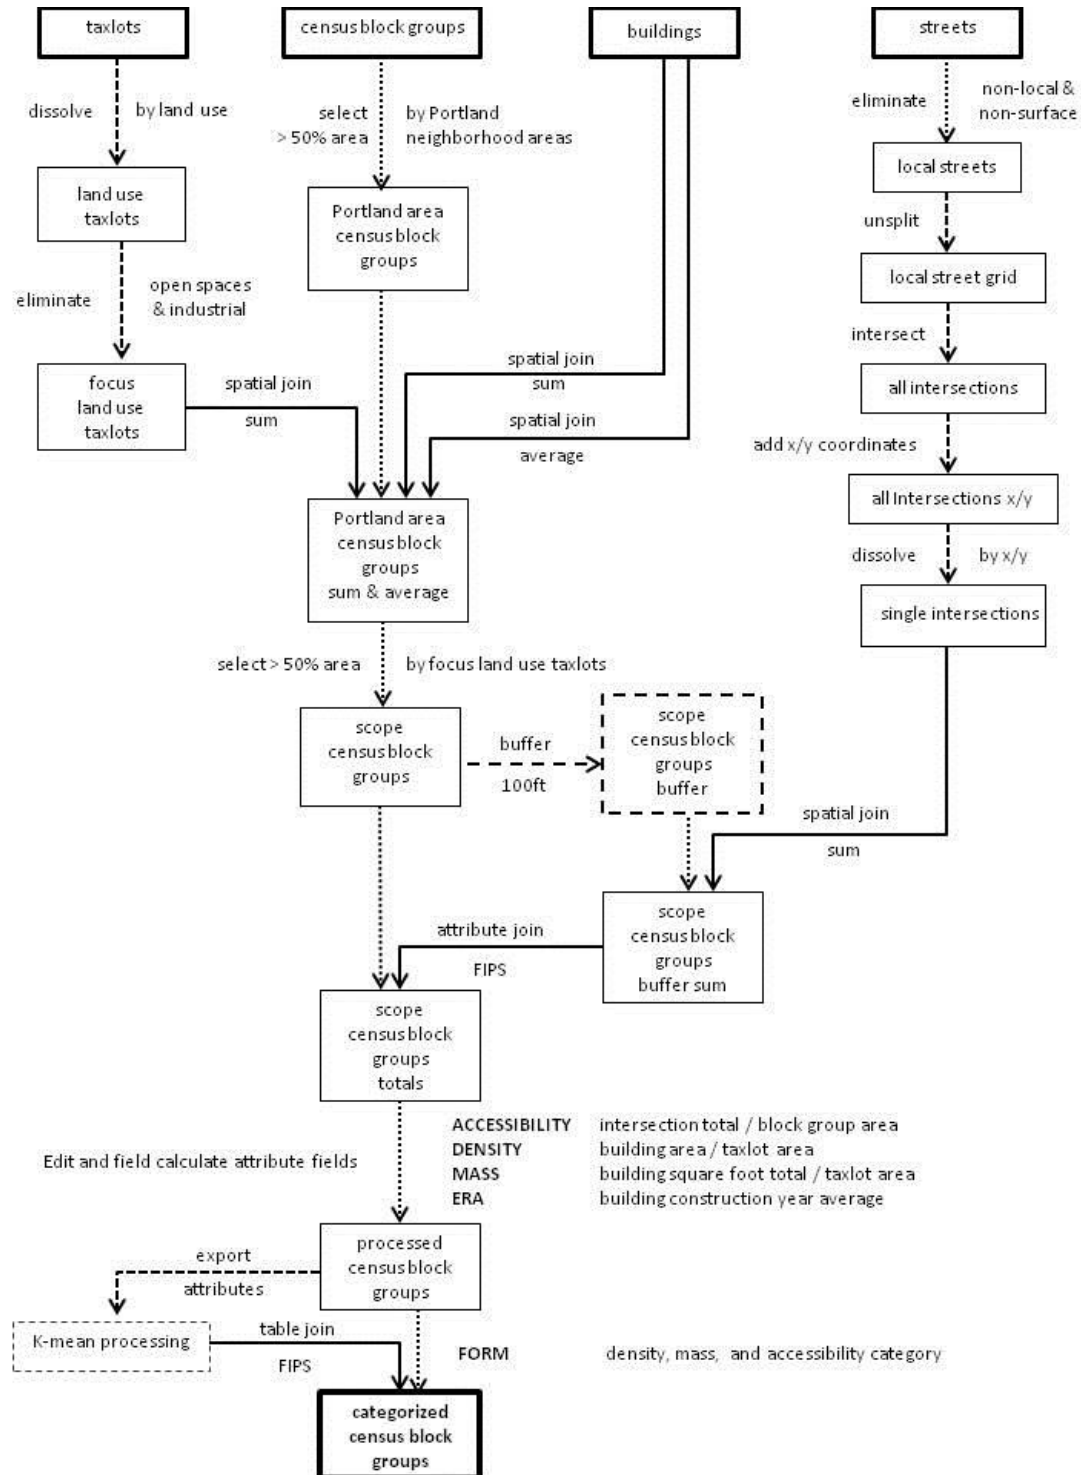 taxlots
census block groups
buildings
streets
dissolve
by land use
select
> 50% area
by Portland
neighborhood areas
eliminate
non-local &
non-surface
land use
taxlots
Portland area
census block
groups
local streets
unsplit
local street grid
eliminate
open spaces
& industrial
intersect
focus
land use
taxlots
spatial join
sum
spatial join
sum
spatial join
average
all intersections
add x/y coordinates
all Intersections x/y
Portland area
census block
groups
sum & average
dissolve
by x/y
single intersections
select > 50% area
by focus land use taxlots
scope
census block
groups
buffer
100ft
scope
census block
groups
buffer
spatial join
sum
scope
census block
groups
buffer sum
attribute join
FIPS
scope
census block
groups
totals
Edit and field calculate attribute fields
ACCESSIBILITY intersection total / block group area
DENSITY building area / taxlot area
MASS building square foot total / taxlot area
ERA building construction year average
processed
census block
groups
export
attributes
K-mean processing
table join
FIPS
FORM density, mass, and accessibility category
categorized
census block
groups